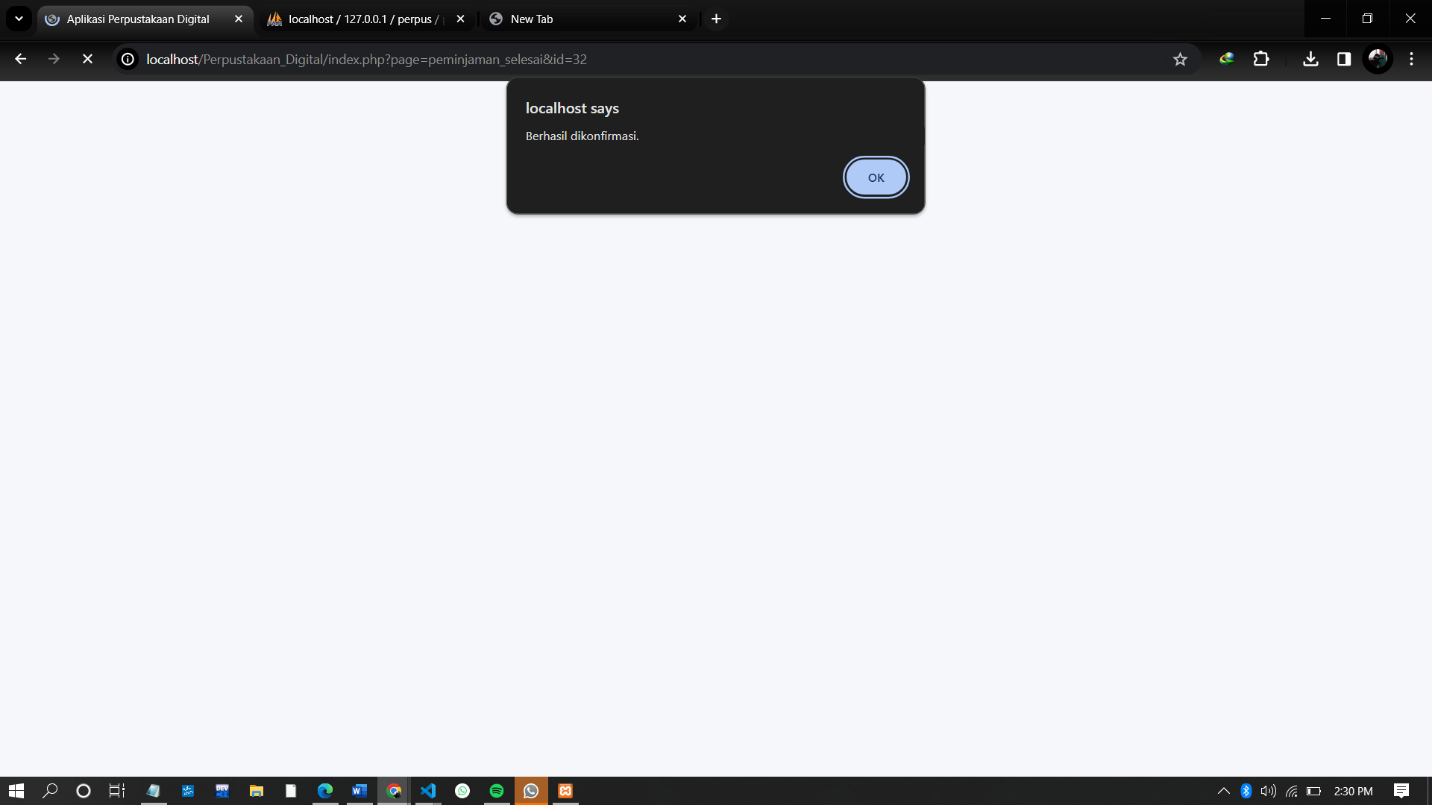 Aplikasi Perpustakaan Digital
localhost / 127.0.0.1 / perpus /
New Tab
localhost/Perpustakaan_Digital/index.php?page=peminjaman_selesai&id=32
localhost says
Berhasil dikonfirmasi.
OK
DEV
2:30 PM